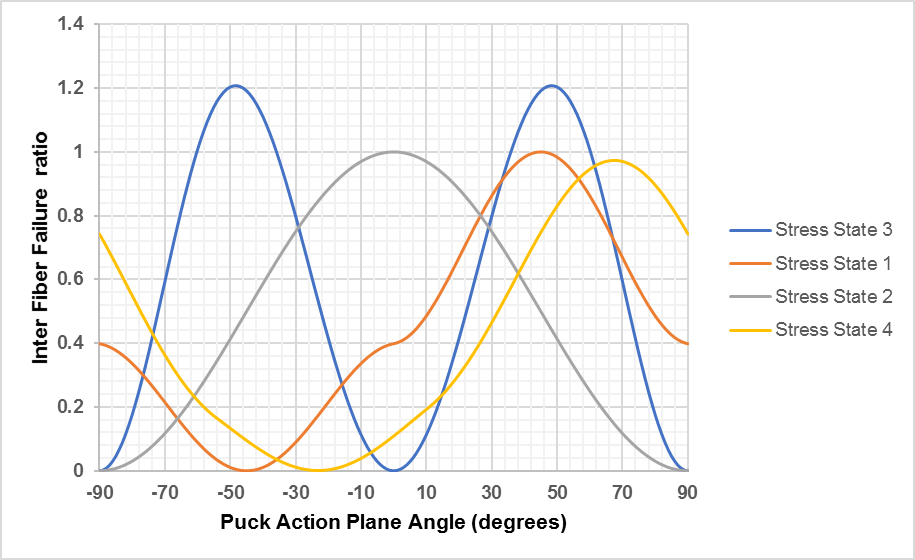 1.4
1.2
1
0.8
0.6
0.4
0.2
0
-90 -70 -50 -30 -10 10 30 50 70 90
Inter Fiber Failure ratio
Puck Action Plane Angle (degrees)
Stress State 3
Stress State 1
Stress State 2
Stress State 4